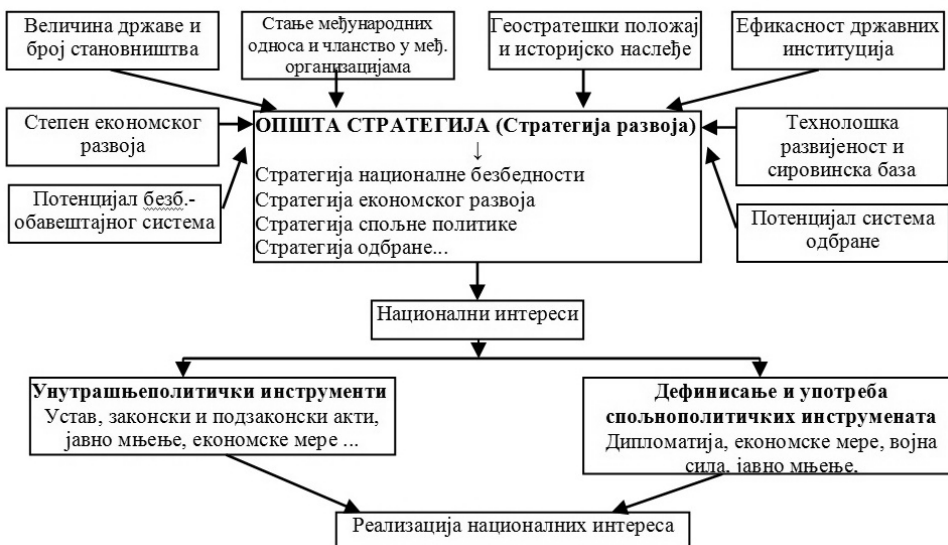 Величина државе и
број становништва
Стање међународних
односа и чланство у међ.
организацијама
Геостратешки положај
и историјско наслеђе
Ефикасност државних
институција
Степен економског
развоја
Потенцијал безб.-
обавештајног система
ОПШТА СТРАТЕГИЈА (Стратегија развоја)
↓
Стратегија националне безбедности
Стратегија економског развоја
Стратегија спољне политике
Стратегија одбране...
Технолошка
развијеност и
сировинска база
Потенцијал система
одбране
Национални интереси
Унутрашњеполитички инструменти
Устав, законски и подзаконски акти,
јавно мњење, економске мере ...
Дефинисање и употреба
спољнополитичких инструмената
Дипломатија, економске мере, војна
сила, јавно мњење,
Реализација националних интереса